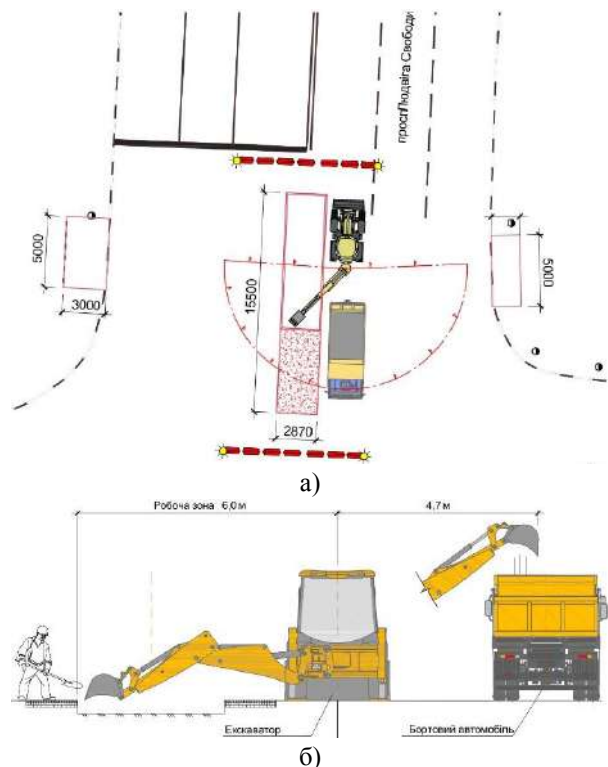 просп.Людвіга Свободи
5000
3000
15500
5000
2870
а)
Робоча зона 6,0 м
4,7 м
Екскаватор
Бортовий автомобіль
б)